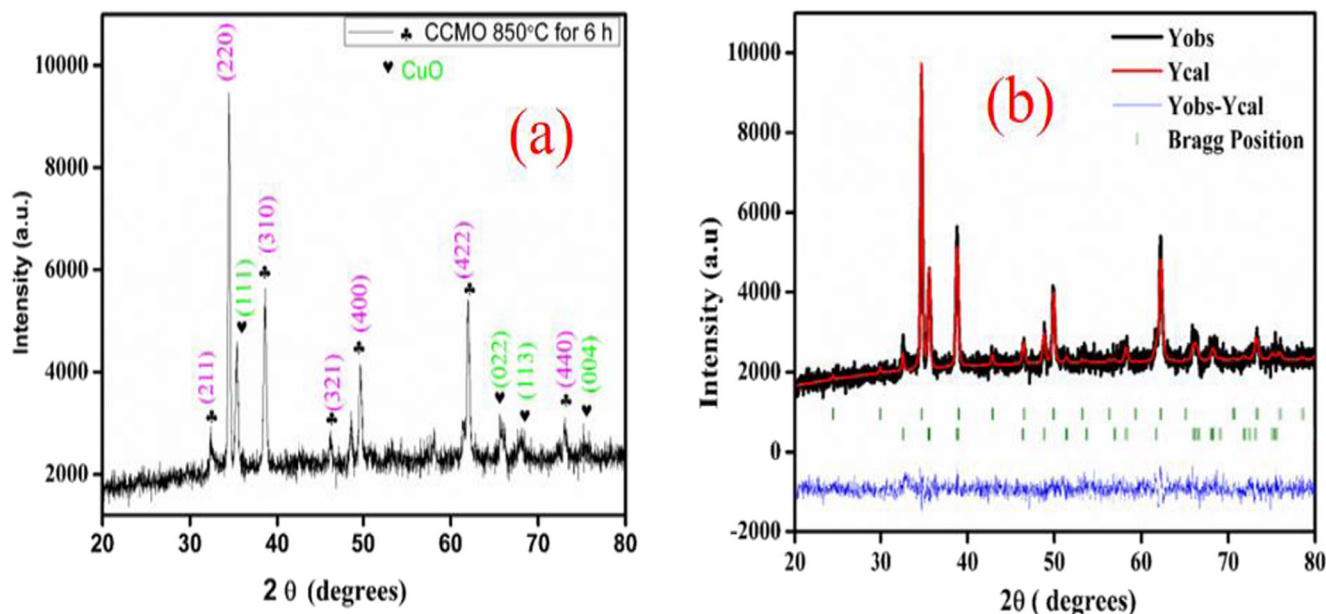 ♣ CCMO 850°C for 6 h
♥ CuO
(a)
(211)
(220)
(111)
(310)
(321)
(400)
(422)
(022)
(113)
(440)
(004)
Intensity (a.u.)
10000
8000
6000
4000
2000
20 30 40 50 60 70 80
2 θ (degrees)
(b)
Yobs
Ycal
Yobs-Ycal
Bragg Position
Intensity (a.u)
10000
8000
6000
4000
2000
0
-2000
20 30 40 50 60 70 80
2θ ( degrees)